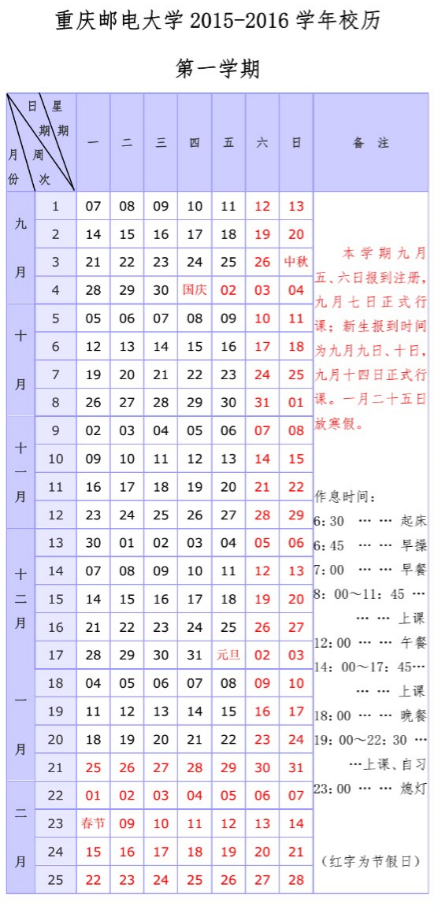 重庆邮电大学 2015-2016 学年校历
第一学期
日 星
期 期
月 周
份 次
一 二 三 四 五 六 日 备 注
九月
1 07 08 09 10 11 12 13
2 14 15 16 17 18 19 20
3 21 22 23 24 25 26 中秋
4 28 29 30 国庆 02 03 04
十月
5 05 06 07 08 09 10 11
6 12 13 14 15 16 17 18
7 19 20 21 22 23 24 25
8 26 27 28 29 30 31 01
十一月
9 02 03 04 05 06 07 08
10 09 10 11 12 13 14 15
11 16 17 18 19 20 21 22
12 23 24 25 26 27 28 29
十二月
13 30 01 02 03 04 05 06
14 07 08 09 10 11 12 13
15 14 15 16 17 18 19 20
16 21 22 23 24 25 26 27
17 28 29 30 31 元旦 02 03
一月
18 04 05 06 07 08 09 10
19 11 12 13 14 15 16 17
20 18 19 20 21 22 23 24
21 25 26 27 28 29 30 31
二月
22 01 02 03 04 05 06 07
23 春节 09 10 11 12 13 14
24 15 16 17 18 19 20 21
25 22 23 24 25 26 27 28
本学期九月
五、六日报到注册，
九月七日正式行
课；新生报到时间
为九月九日、十日，
九月十四日正式行
课。一月二十五日
放寒假。
作息时间：
6：30 … … 起床
6：45 … … 早操
7：00 … … 早餐
8：00～11：45 …
… … 上课
12：00 … … 午餐
14：00～17：45…
… … 上课
18：00 … … 晚餐
19：00～22：30 …
…上课、自习
23：00 … … 熄灯
（红字为节假日）